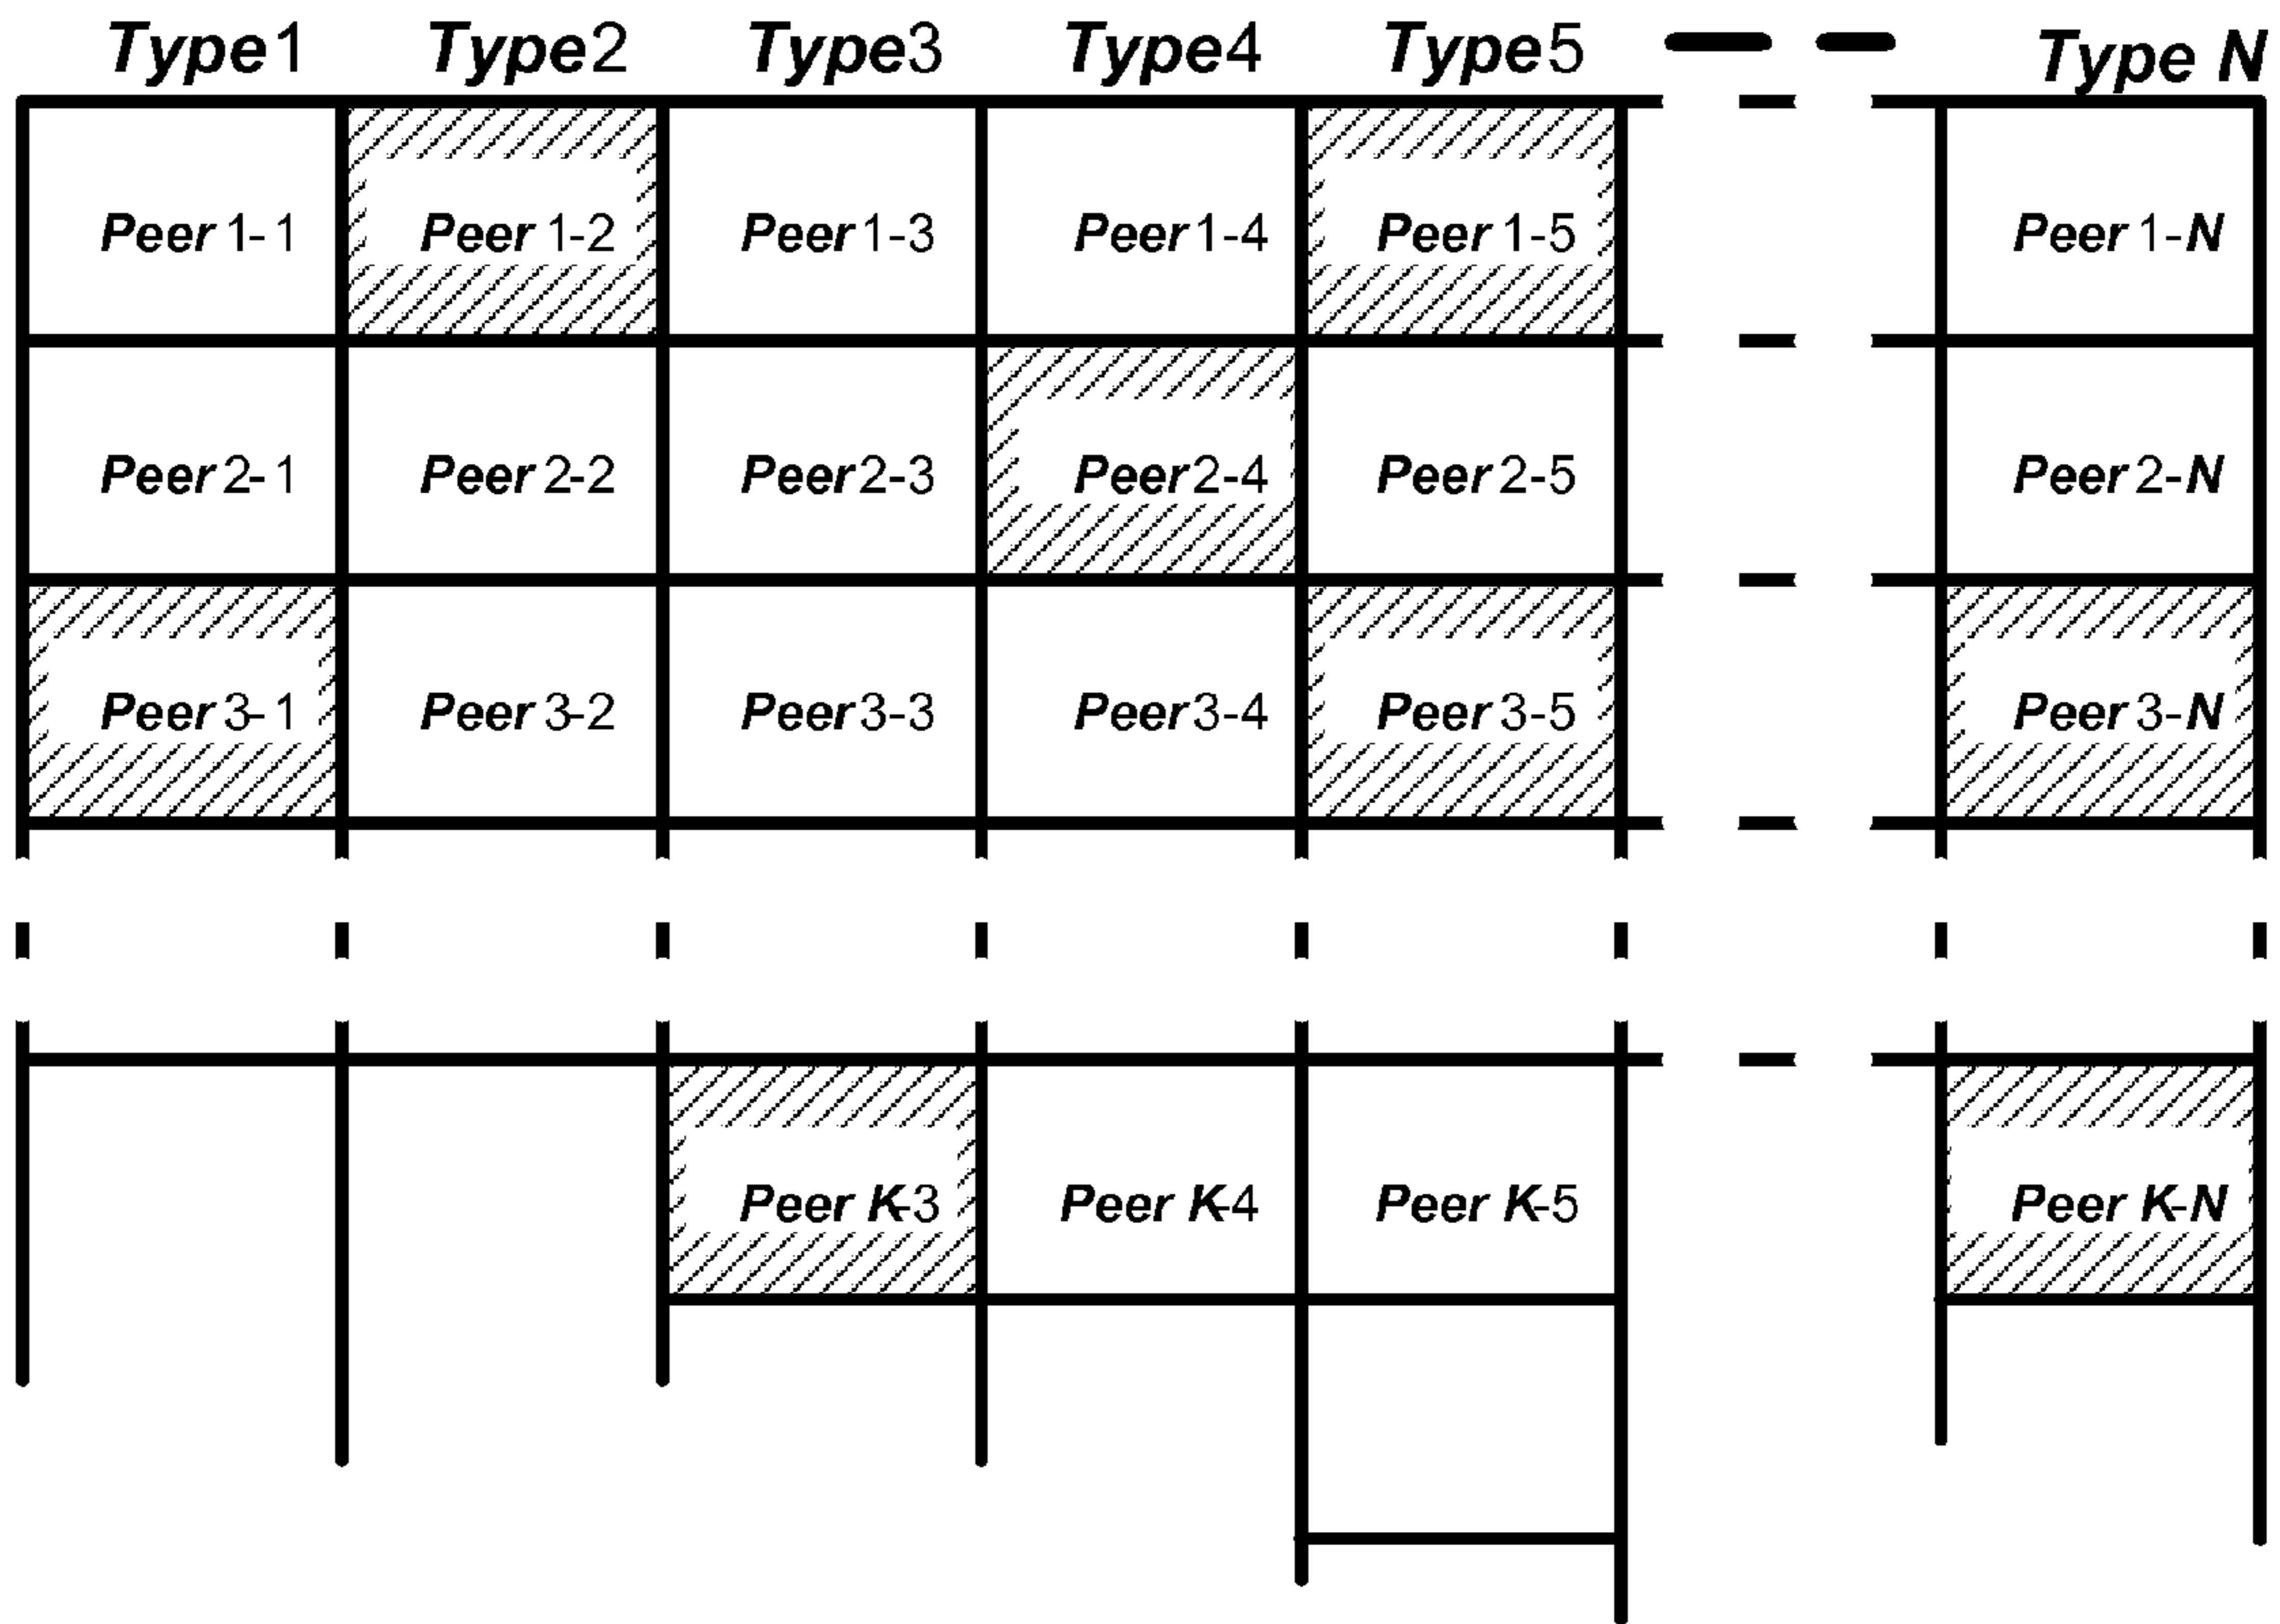 Type1 Type2 Type3 Type4 Type5 Type N
Peer 1-1 Peer 1-2 Peer 1-3 Peer 1-4 Peer 1-5 Peer 1-N
Peer 2-1 Peer 2-2 Peer 2-3 Peer 2-4 Peer 2-5 Peer 2-N
Peer 3-1 Peer 3-2 Peer 3-3 Peer 3-4 Peer 3-5 Peer 3-N
Peer K-3 Peer K-4 Peer K-5 Peer K-N